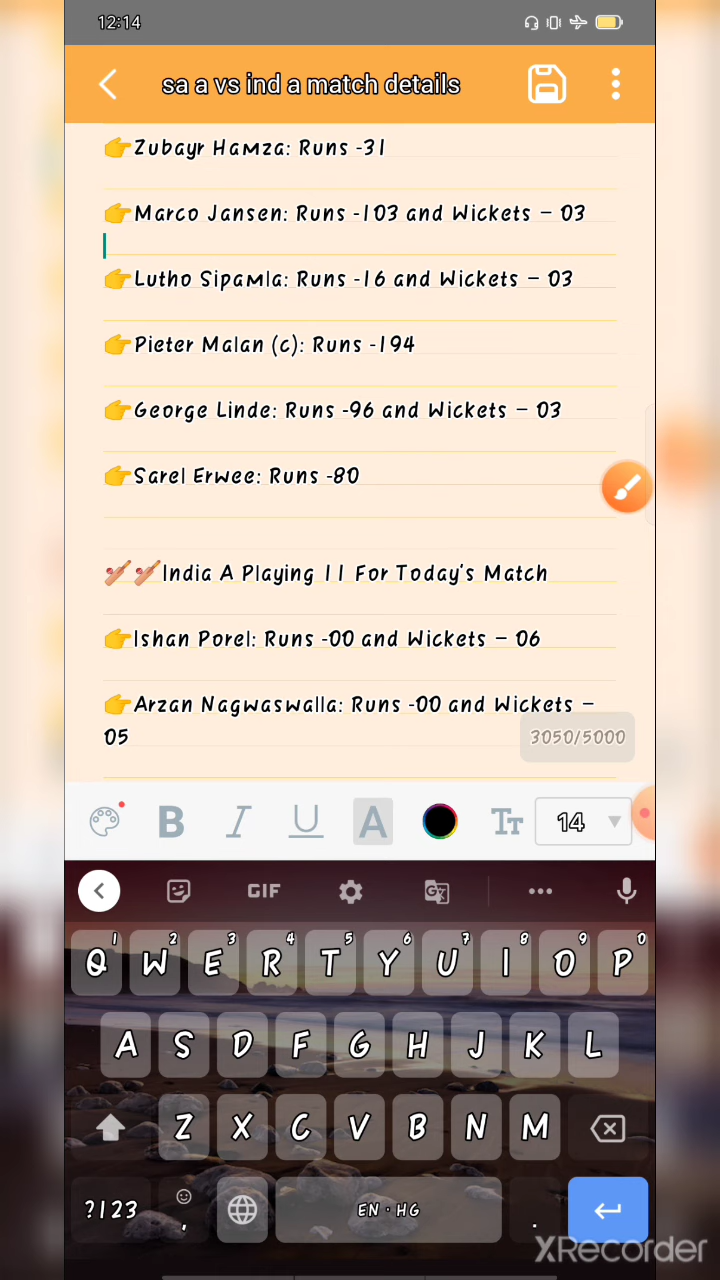 12:14
sa a vs ind a match details
👉Zubayr Hamza: Runs -31
👉Marco Jansen: Runs -103 and Wickets – 03
👉Lutho Sipamla: Runs -16 and Wickets – 03
👉Pieter Malan (c): Runs -194
👉George Linde: Runs -96 and Wickets – 03
👉Sarel Erwee: Runs -80
🏏🏏India A Playing 11 For Today's Match
👉Ishan Porel: Runs -00 and Wickets – 06
👉Arzan Nagwaswalla: Runs -00 and Wickets –
05
3050/5000
B I U A TT 14
GIF
1 2 3 4 5 6 7 8 9 0
Q W E R T Y U I O P
A S D F G H J K L
Z X C V B N M
?123 , EN · HG .
XRecorder